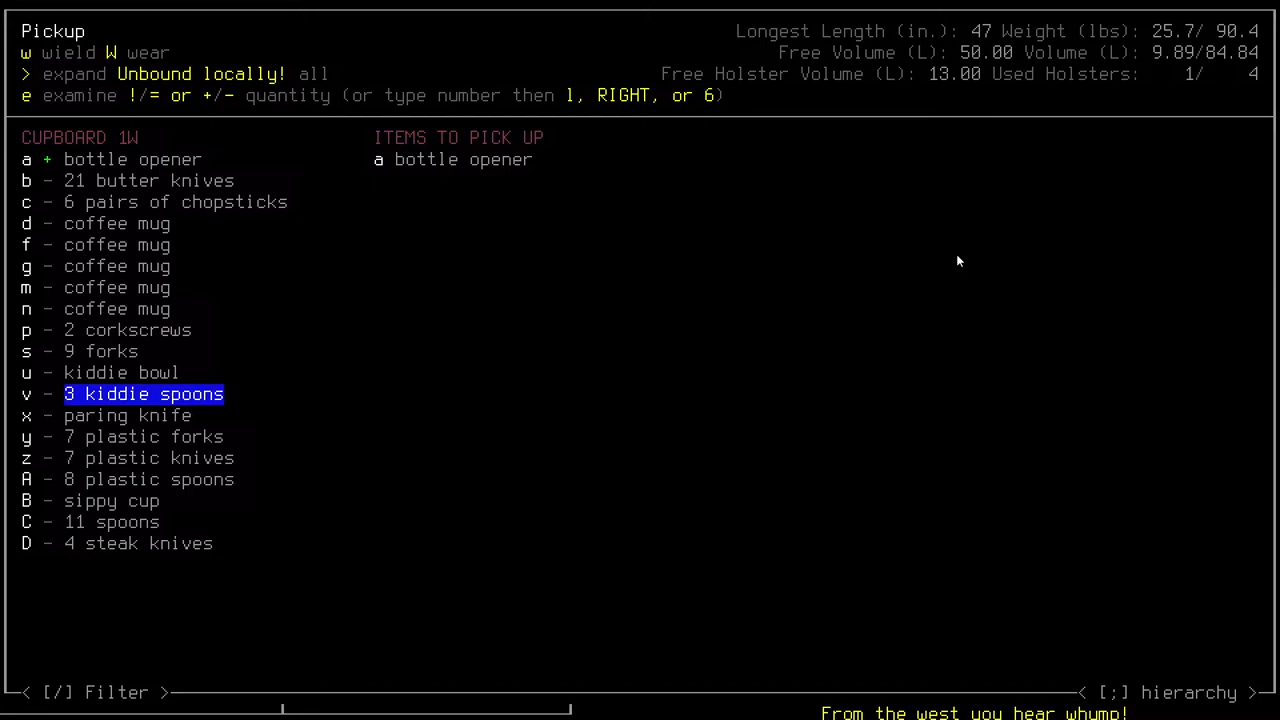 Pickup
Longest Length (in.): 47 Weight (lbs): 25.7/ 90.4
w wield W wear
Free Volume (L): 50.00 Volume (L): 9.89/84.84
> expand Unbound locally! all
Free Holster Volume (L): 13.00 Used Holsters: 1/ 4
e examine !/= or +/- quantity (or type number then l, RIGHT, or 6)
CUPBOARD 1W
ITEMS TO PICK UP
a + bottle opener
a bottle opener
b - 21 butter knives
c - 6 pairs of chopsticks
d - coffee mug
f - coffee mug
g - coffee mug
m - coffee mug
n - coffee mug
p - 2 corkscrews
s - 9 forks
u - kiddie bowl
v - 3 kiddie spoons
x - paring knife
y - 7 plastic forks
z - 7 plastic knives
A - 8 plastic spoons
B - sippy cup
C - 11 spoons
D - 4 steak knives
< [/] Filter >
< [;] hierarchy >
From the west you hear whump!